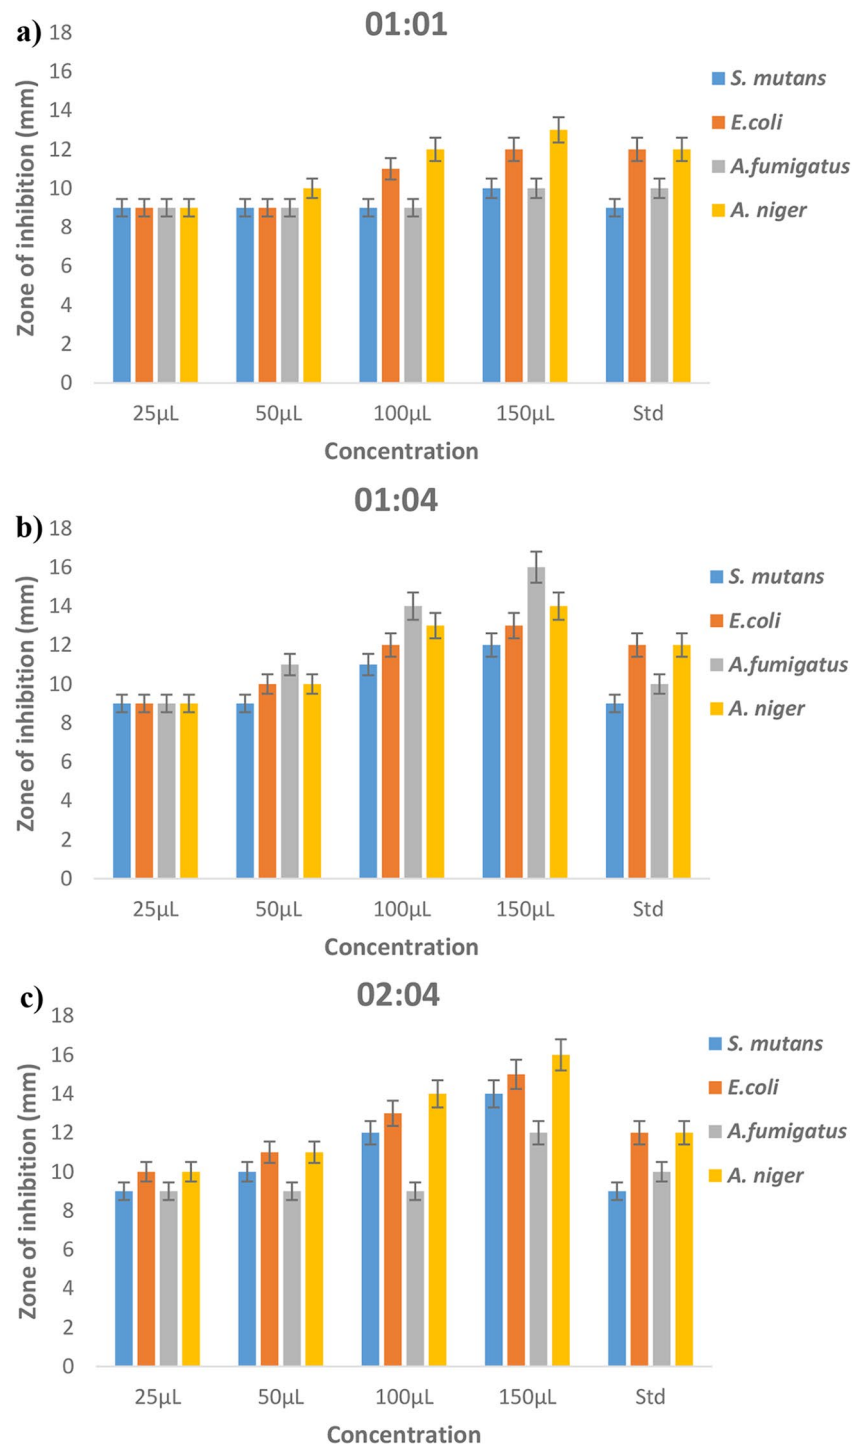 a)
01:01
18
16
14
12
10
8
6
4
2
0
Zone of inhibition (mm)
25µL 50µL 100µL 150µL Std
Concentration
S. mutans
E.coli
A.fumigatus
A. niger
b)
01:04
18
16
14
12
10
8
6
4
2
0
Zone of inhibition (mm)
25µL 50µL 100µL 150µL Std
Concentration
S. mutans
E.coli
A.fumigatus
A. niger
c)
02:04
18
16
14
12
10
8
6
4
2
0
Zone of inhibition (mm)
25µL 50µL 100µL 150µL Std
Concentration
S. mutans
E.coli
A.fumigatus
A. niger